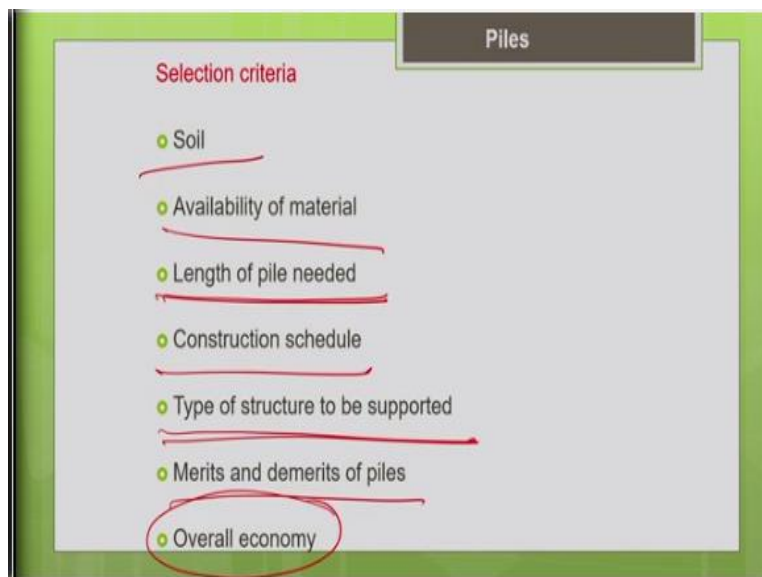 Piles
Selection criteria
Soil
Availability of material
Length of pile needed
Construction schedule
Type of structure to be supported
Merits and demerits of piles
Overall economy